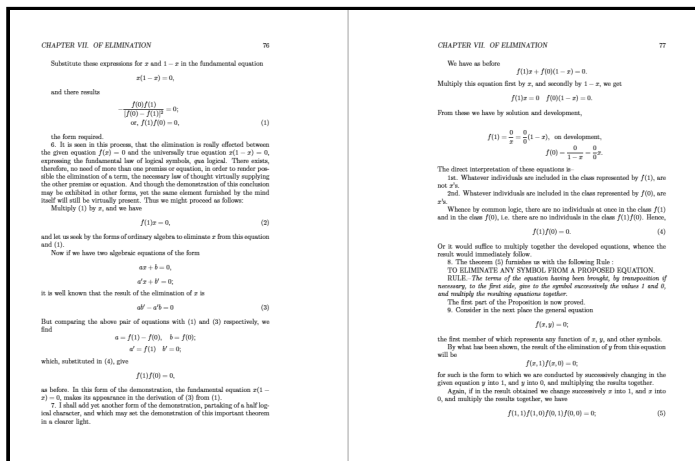 CHAPTER VII. OF ELIMINATION 76
Substitute these expressions for x and 1 − x in the fundamental equation
x(1 − x) = 0,
and there results
−f(0)f(1)/[f(0) − f(1)]² = 0;
or, f(1)f(0) = 0, (1)
the form required.
6. It is seen in this process, that the elimination is really effected between
the given equation f(x) = 0 and the universally true equation x(1 − x) = 0,
expressing the fundamental law of logical symbols, qua logical. There exists,
therefore, no need of more than one premise or equation, in order to render pos-
sible the elimination of a term, the necessary law of thought virtually supplying
the other premise or equation. And though the demonstration of this conclusion
may be exhibited in other forms, yet the same element furnished by the mind
itself will still be virtually present. Thus we might proceed as follows:
Multiply (1) by x, and we have
f(1)x = 0, (2)
and let us seek by the forms of ordinary algebra to eliminate x from this equation
and (1).
Now if we have two algebraic equations of the form
ax + b = 0,
a′x + b′ = 0;
it is well known that the result of the elimination of x is
ab′ − a′b = 0 (3)
But comparing the above pair of equations with (1) and (3) respectively, we
find
a = f(1) − f(0), b = f(0);
a′ = f(1) b′ = 0;
which, substituted in (4), give
f(1)f(0) = 0,
as before. In this form of the demonstration, the fundamental equation x(1 −
x) = 0, makes its appearance in the derivation of (3) from (1).
7. I shall add yet another form of the demonstration, partaking of a half log-
ical character, and which may set the demonstration of this important theorem
in a clearer light.
CHAPTER VII. OF ELIMINATION 77
We have as before
f(1)x + f(0)(1 − x) = 0.
Multiply this equation first by x, and secondly by 1 − x, we get
f(1)x = 0 f(0)(1 − x) = 0.
From these we have by solution and development,
f(1) = 0/x = 0/0(1 − x), on development,
f(0) = 0/(1 − x) = 0/0x.
The direct interpretation of these equations is–
1st. Whatever individuals are included in the class represented by f(1), are
not x's.
2nd. Whatever individuals are included in the class represented by f(0), are
x's.
Whence by common logic, there are no individuals at once in the class f(1)
and in the class f(0), i.e. there are no individuals in the class f(1)f(0). Hence,
f(1)f(0) = 0. (4)
Or it would suffice to multiply together the developed equations, whence the
result would immediately follow.
8. The theorem (5) furnishes us with the following Rule :
TO ELIMINATE ANY SYMBOL FROM A PROPOSED EQUATION.
RULE.–The terms of the equation having been brought, by transposition if
necessary, to the first side, give to the symbol successively the values 1 and 0,
and multiply the resulting equations together.
The first part of the Proposition is now proved.
9. Consider in the next place the general equation
f(x, y) = 0;
the first member of which represents any function of x, y, and other symbols.
By what has been shown, the result of the elimination of y from this equation
will be
f(x, 1)f(x, 0) = 0;
for such is the form to which we are conducted by successively changing in the
given equation y into 1, and y into 0, and multiplying the results together.
Again, if in the result obtained we change successively x into 1, and x into
0, and multiply the results together, we have
f(1, 1)f(1, 0)f(0, 1)f(0, 0) = 0; (5)